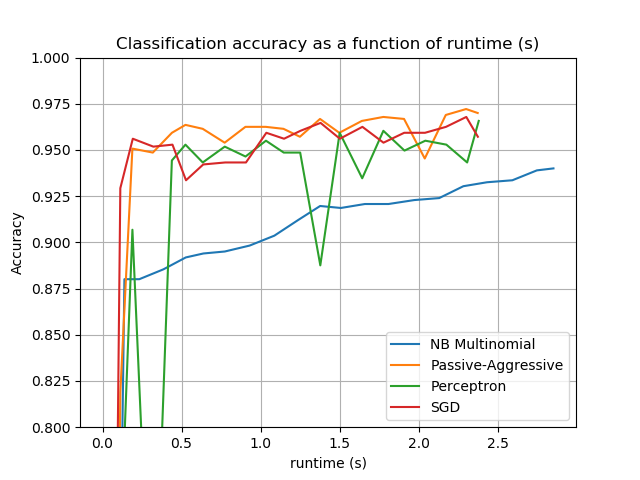 Classification accuracy as a function of runtime (s)
1.000
0.975
0.950
0.925
0.900
0.875
0.850
0.825
0.800
Accuracy
NB Multinomial
Passive-Aggressive
Perceptron
SGD
0.0 0.5 1.0 1.5 2.0 2.5
runtime (s)